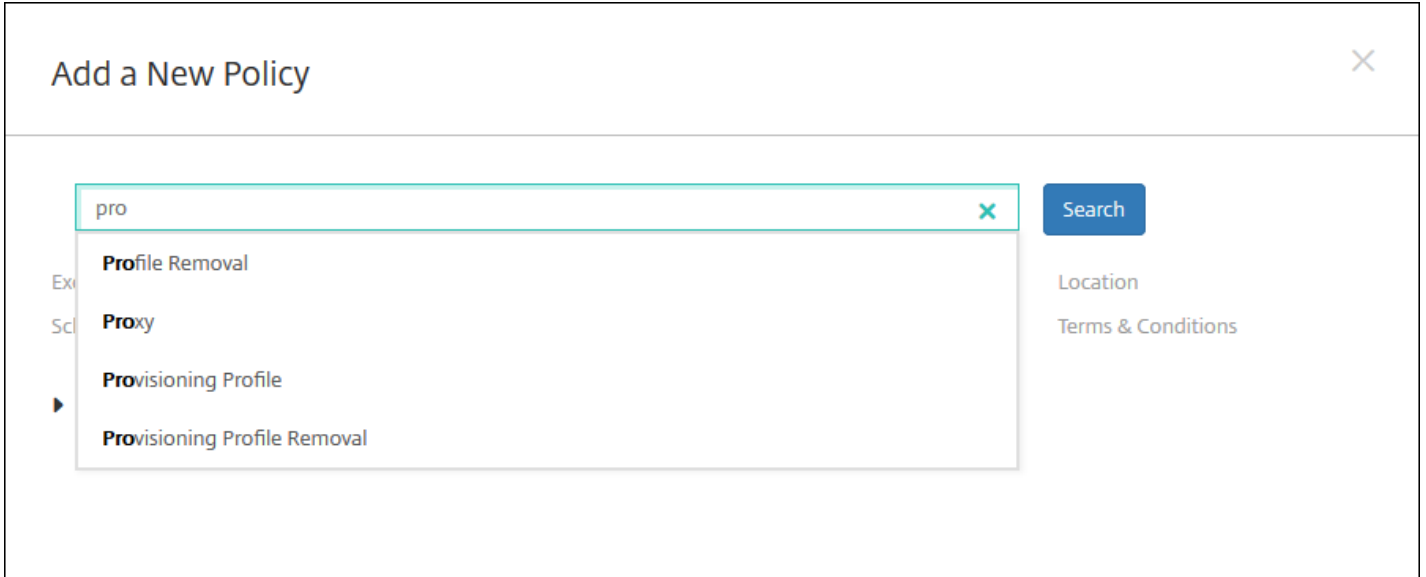 Add a New Policy
pro
Search
Profile Removal
Location
Proxy
Terms & Conditions
Provisioning Profile
Provisioning Profile Removal